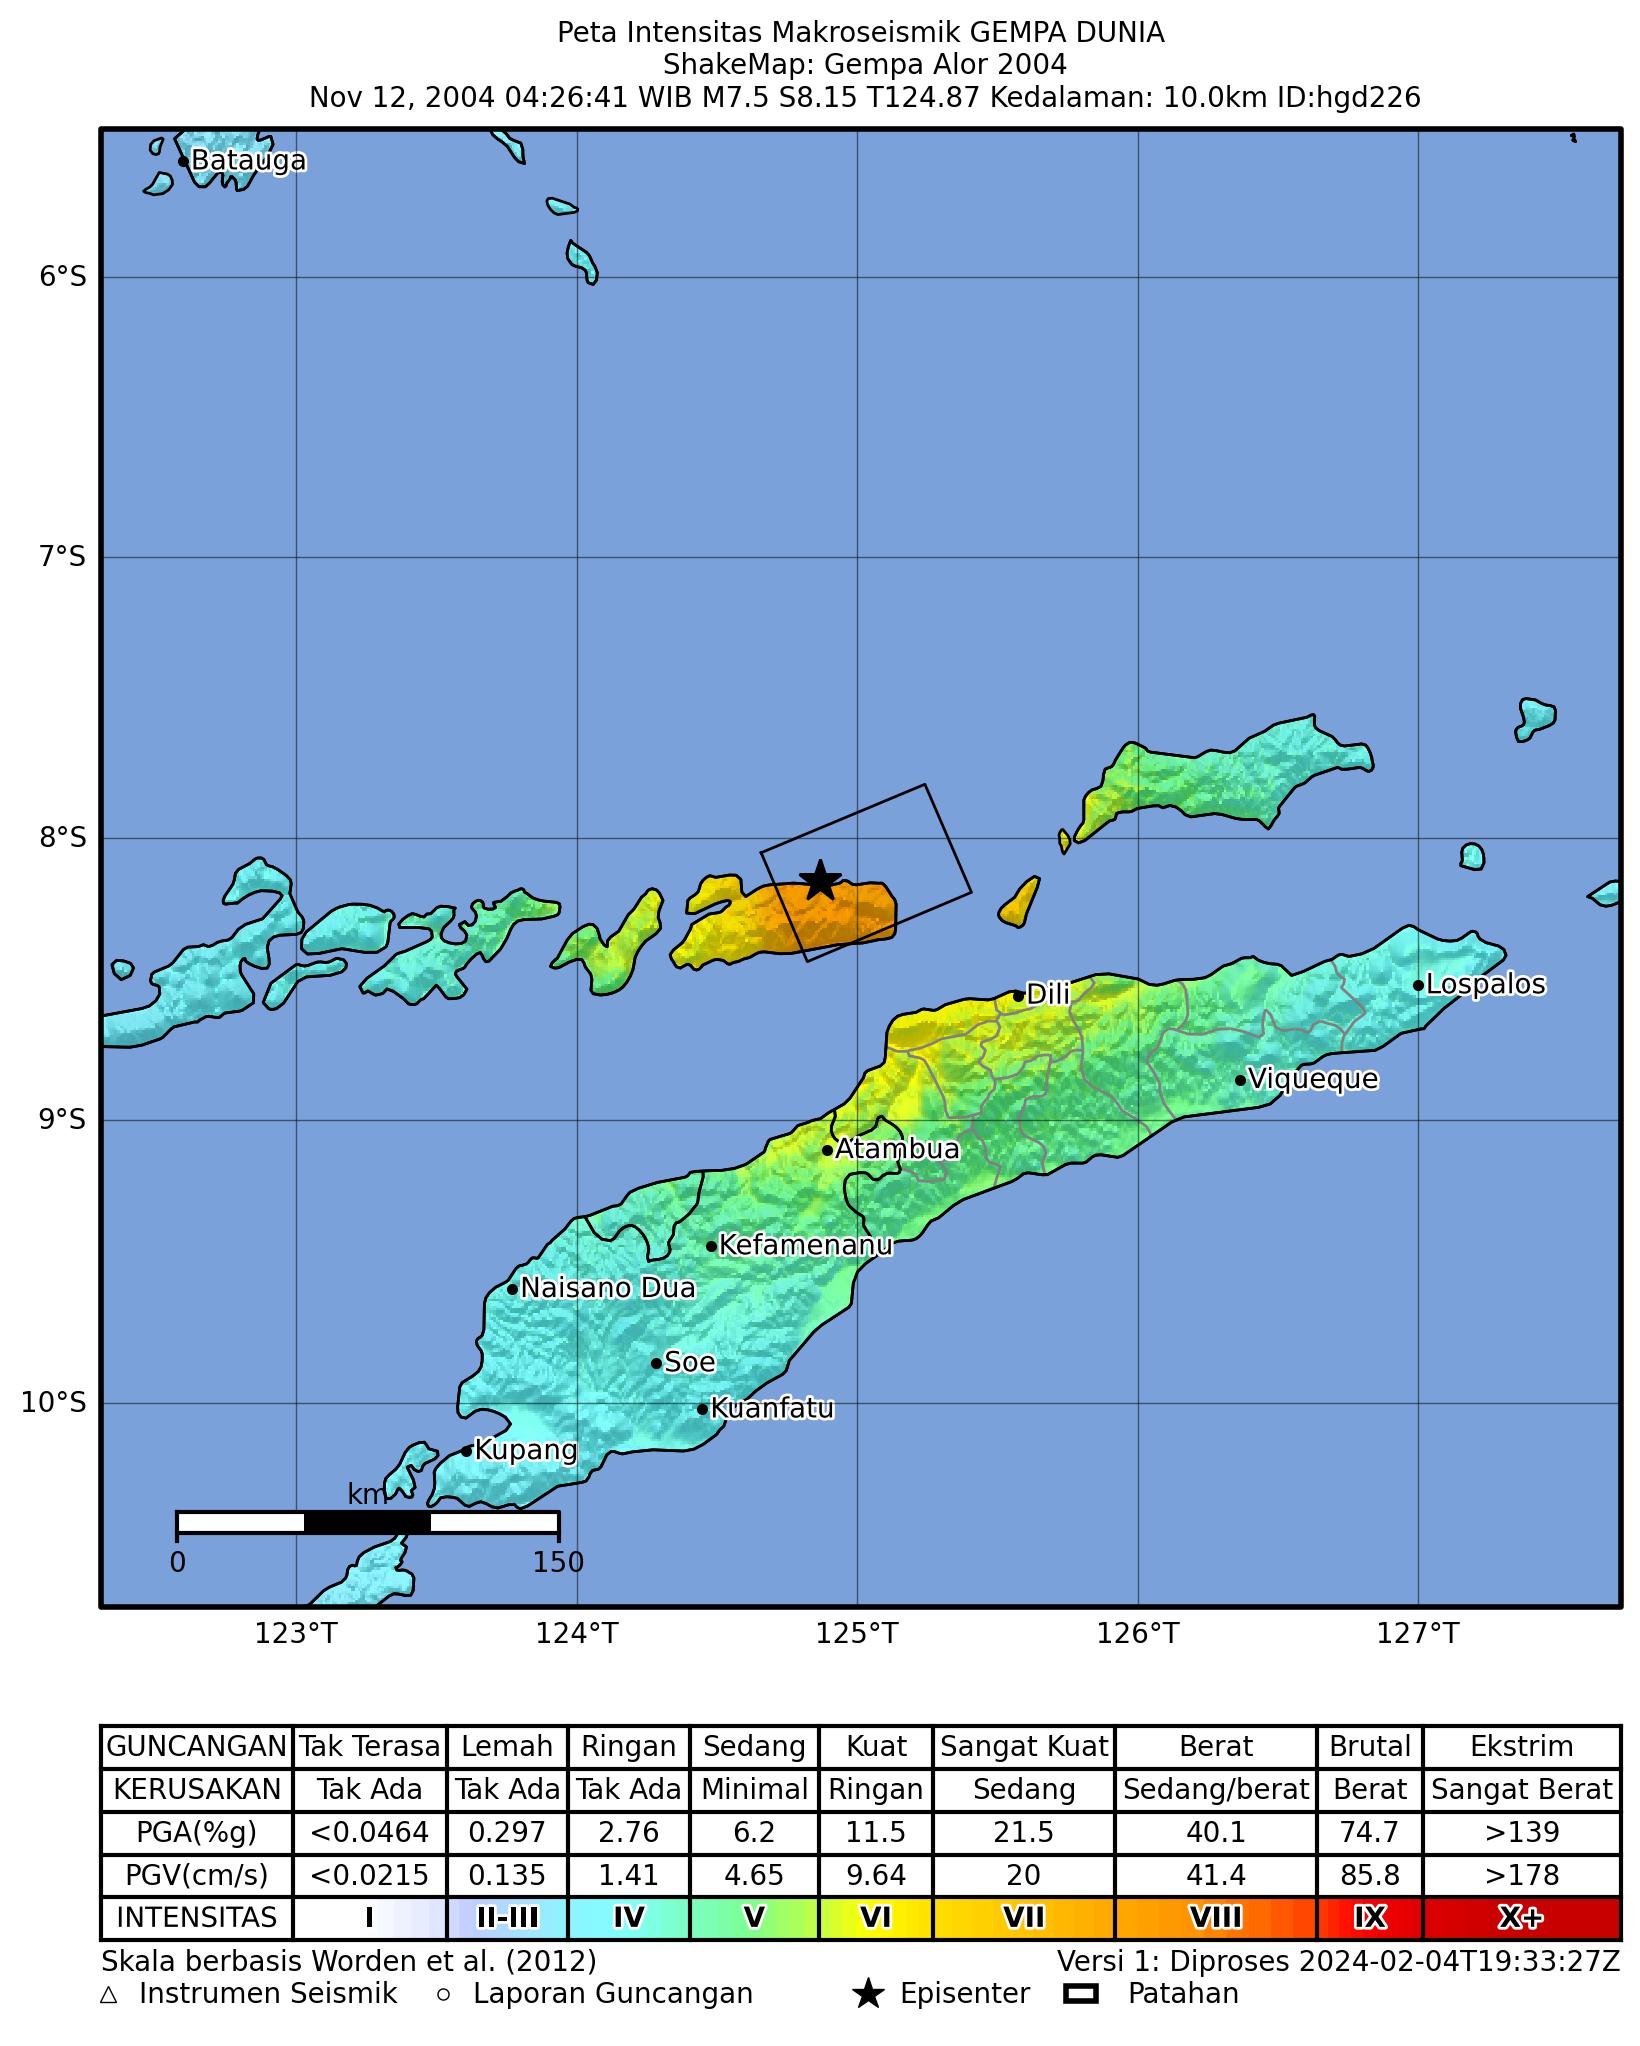 Peta Intensitas Makroseismik GEMPA DUNIA
ShakeMap: Gempa Alor 2004
Nov 12, 2004 04:26:41 WIB M7.5 S8.15 T124.87 Kedalaman: 10.0km ID:hgd226
Batauga
6°S
7°S
8°S
Dili
Lospalos
Viqueque
9°S
Atambua
Kefamenanu
Naisano Dua
Soe
10°S
Kuanfatu
Kupang
km
0 150
123°T 124°T 125°T 126°T 127°T
GUNCANGAN Tak Terasa Lemah Ringan Sedang Kuat Sangat Kuat Berat Brutal Ekstrim
KERUSAKAN Tak Ada Tak Ada Tak Ada Minimal Ringan Sedang Sedang/berat Berat Sangat Berat
PGA(%g) <0.0464 0.297 2.76 6.2 11.5 21.5 40.1 74.7 >139
PGV(cm/s) <0.0215 0.135 1.41 4.65 9.64 20 41.4 85.8 >178
INTENSITAS I II-III IV V VI VII VIII IX X+
Skala berbasis Worden et al. (2012) Versi 1: Diproses 2024-02-04T19:33:27Z
Instrumen Seismik Laporan Guncangan Episenter Patahan